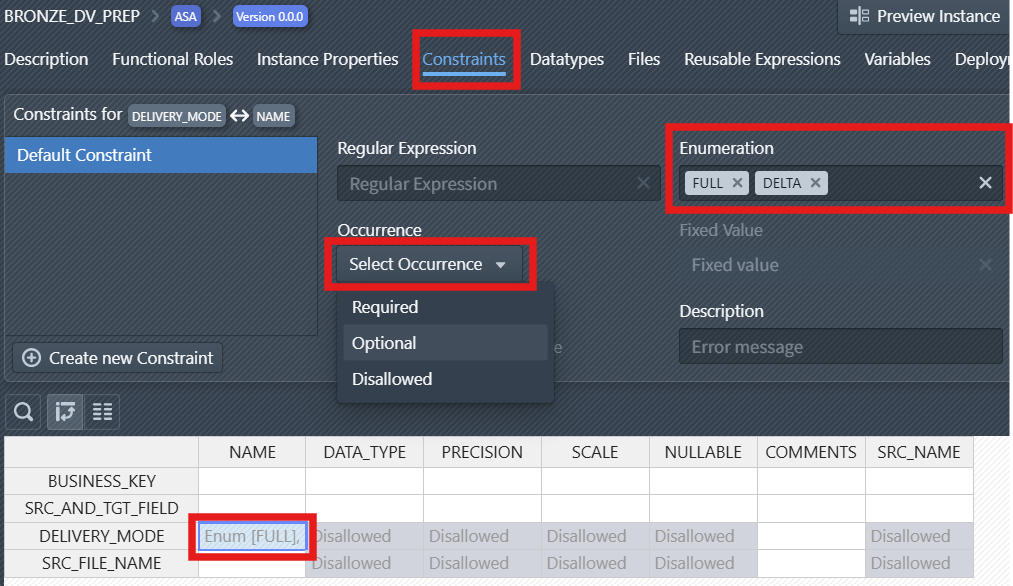 BRONZE_DV_PREP > ASA > Version 0.0.0
Preview Instance
Description Functional Roles Instance Properties Constraints Datatypes Files Reusable Expressions Variables
Constraints for DELIVERY_MODE ↔ NAME
Default Constraint
Create new Constraint
Regular Expression
Regular Expression
Occurrence
Select Occurrence
Required
Optional
Disallowed
Enumeration
FULL × DELTA ×
Fixed Value
Fixed value
Description
Error message
NAME DATA_TYPE PRECISION SCALE NULLABLE COMMENTS SRC_NAME
BUSINESS_KEY
SRC_AND_TGT_FIELD
DELIVERY_MODE Enum [FULL], Disallowed Disallowed Disallowed Disallowed Disallowed
SRC_FILE_NAME Disallowed Disallowed Disallowed Disallowed Disallowed